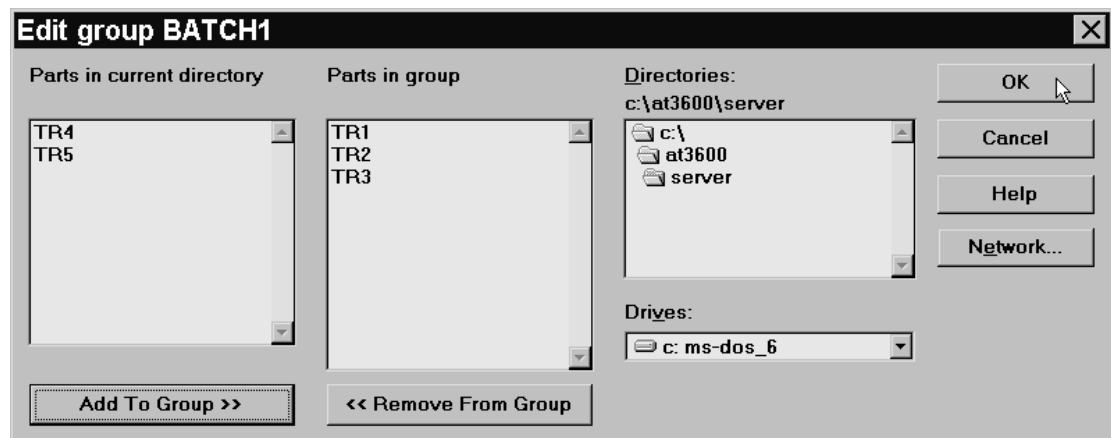 Edit group BATCH1
Parts in current directory
TR4
TR5
Add To Group >>
Parts in group
TR1
TR2
TR3
<< Remove From Group
Directories:
c:\at3600\server
c:\
at3600
server
Drives:
c: ms-dos_6
OK
Cancel
Help
Network...